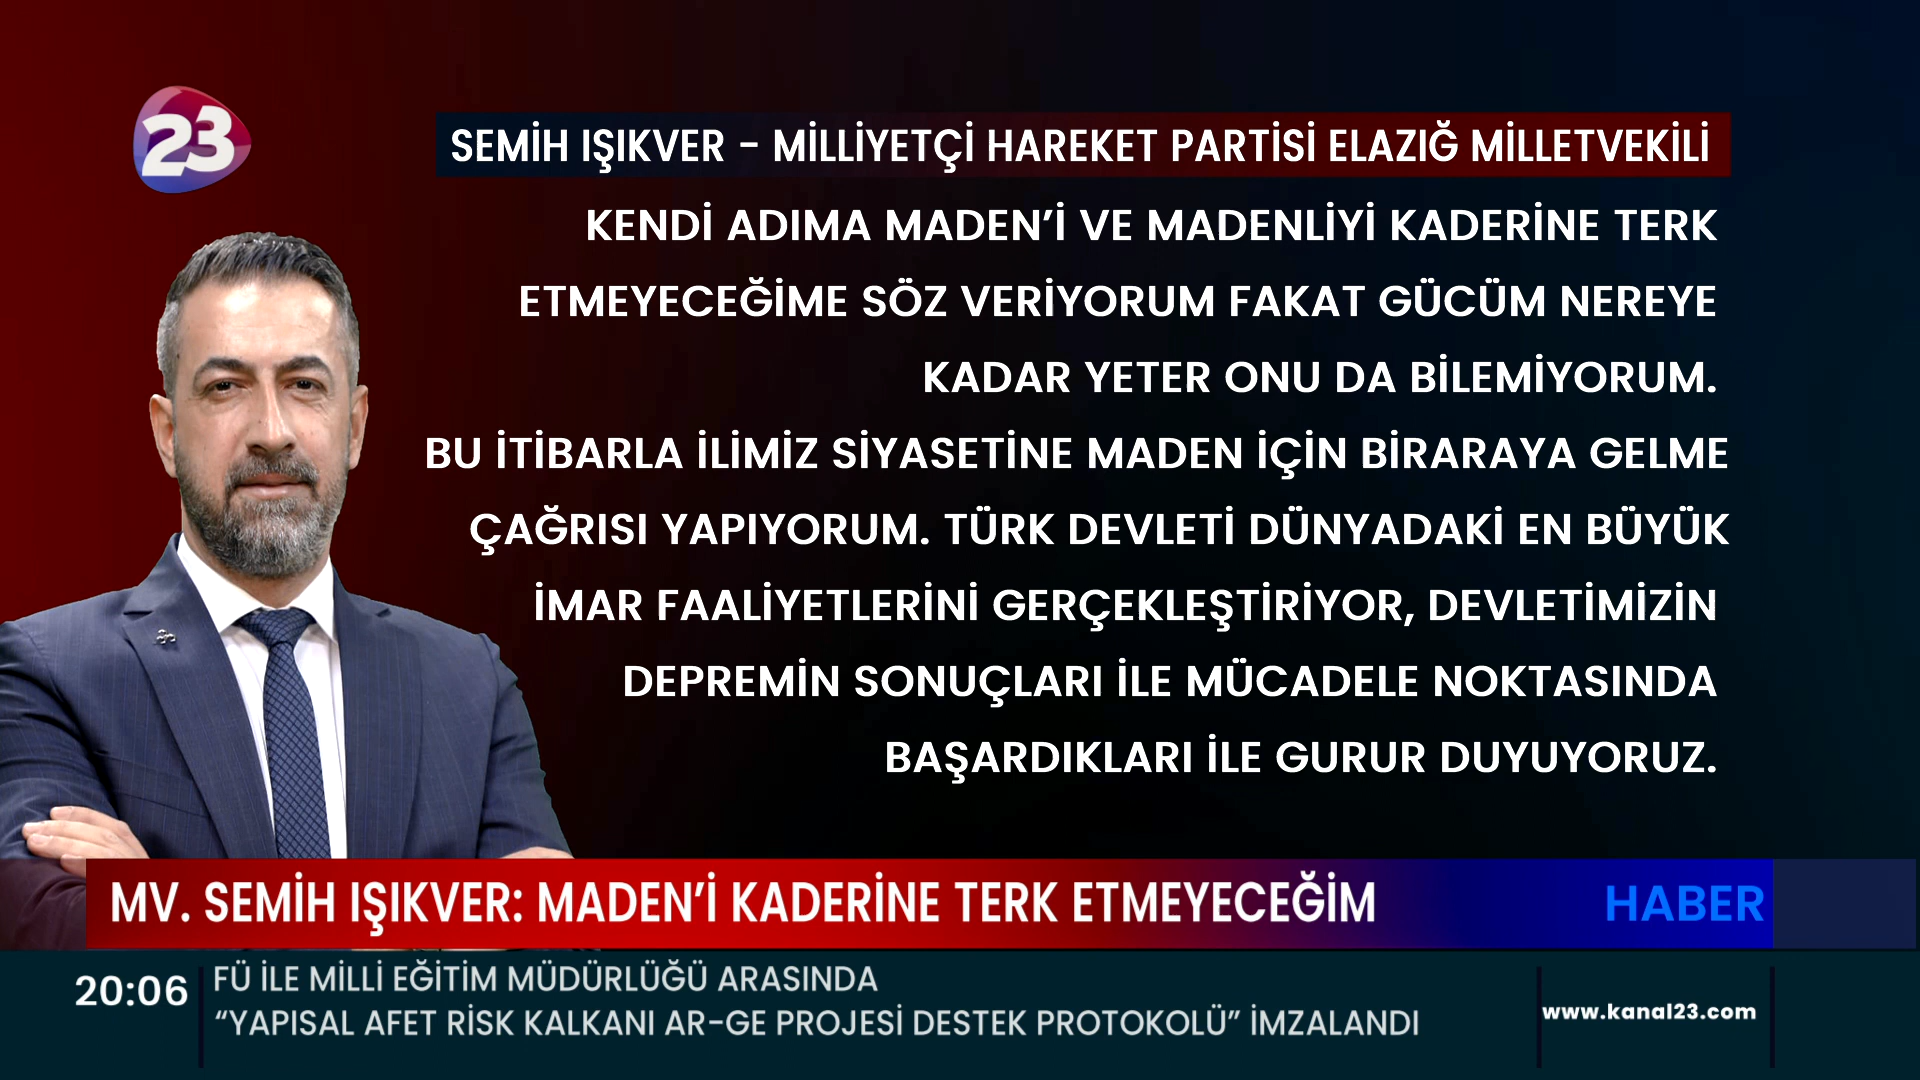 23
SEMİH IŞIKVER - MİLLİYETÇİ HAREKET PARTİSİ ELAZIĞ MİLLETVEKİLİ
KENDİ ADIMA MADEN’İ VE MADENLİYİ KADERİNE TERK
ETMEYECEĞİME SÖZ VERİYORUM FAKAT GÜCÜM NEREYE
KADAR YETER ONU DA BİLEMİYORUM.
BU İTİBARLA İLİMİZ SİYASETİNE MADEN İÇİN BİRARAYA GELME
ÇAĞRISI YAPIYORUM. TÜRK DEVLETİ DÜNYADAKİ EN BÜYÜK
İMAR FAALİYETLERİNİ GERÇEKLEŞTİRİYOR, DEVLETİMİZİN
DEPREMİN SONUÇLARI İLE MÜCADELE NOKTASINDA
BAŞARDIKLARI İLE GURUR DUYUYORUZ.
MV. SEMİH IŞIKVER: MADEN’İ KADERİNE TERK ETMEYECEĞİM
HABER
20:06
FÜ İLE MİLLİ EĞİTİM MÜDÜRLÜĞÜ ARASINDA
“YAPISAL AFET RİSK KALKANI AR-GE PROJESİ DESTEK PROTOKOLÜ” İMZALANDI
www.kanal23.com